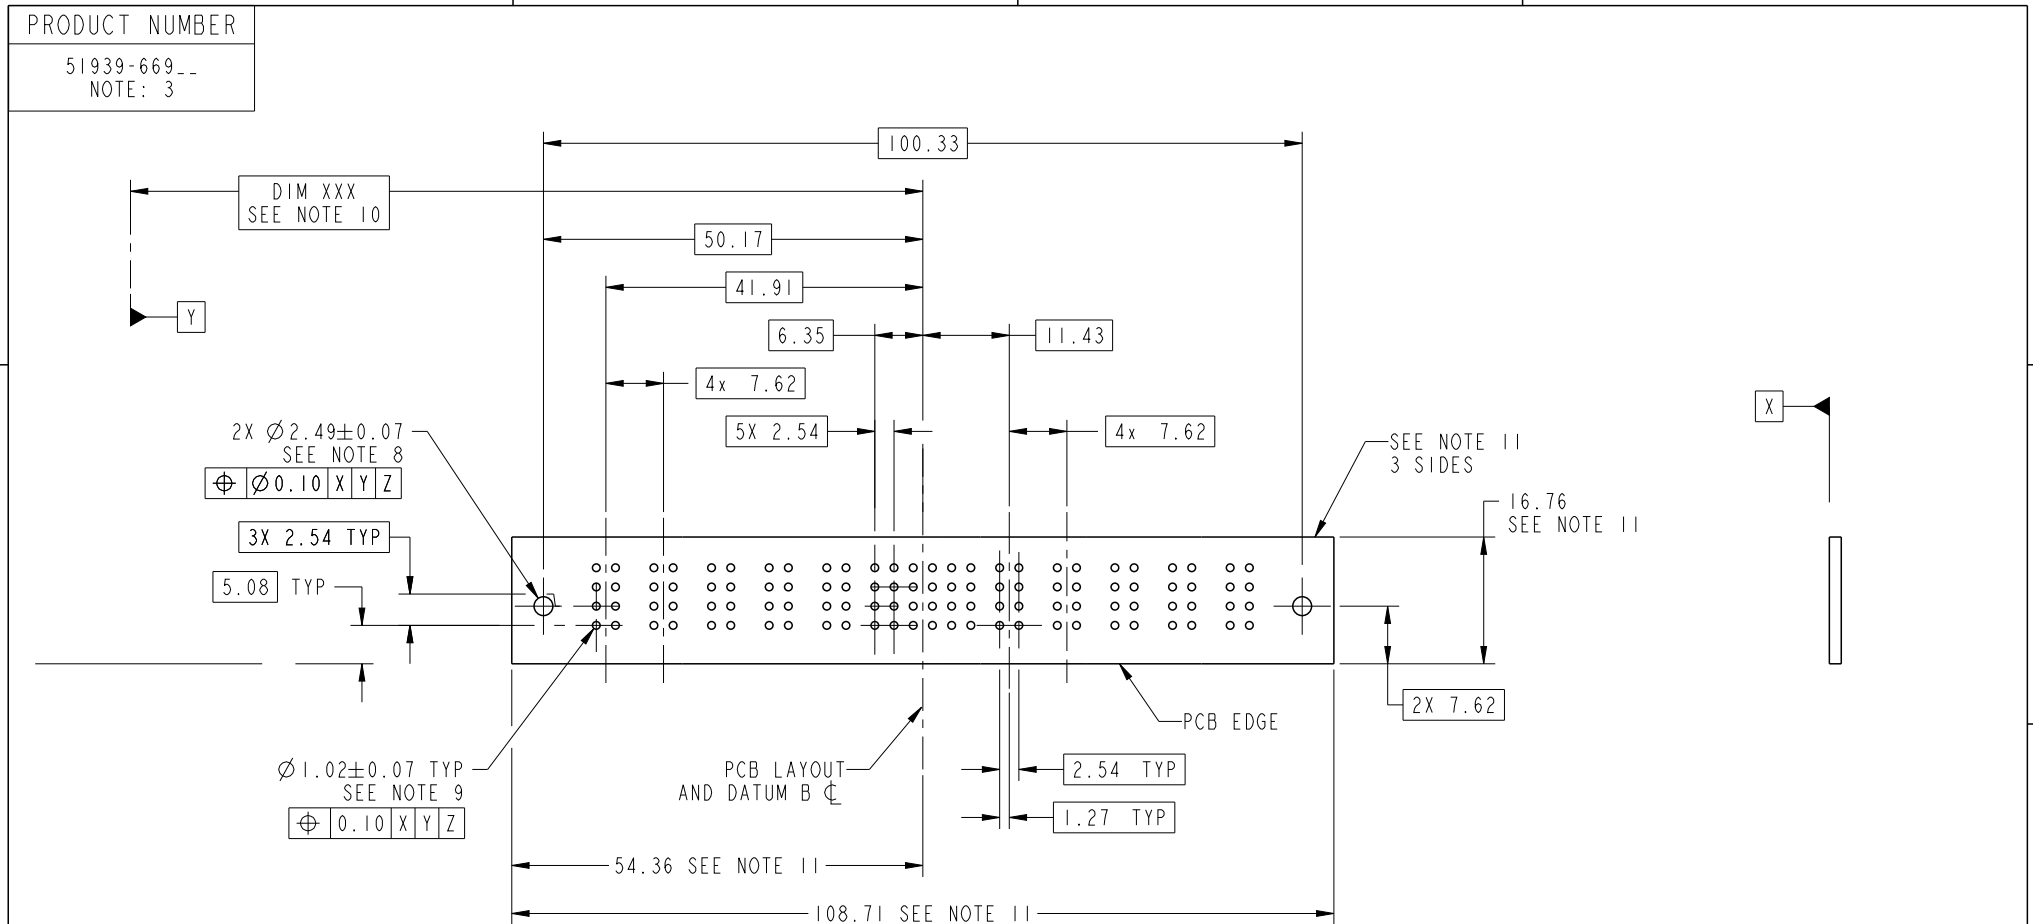 PRODUCT NUMBER
51939-669__
NOTE: 3
100.33
DIM XXX
SEE NOTE 10
50.17
41.91
Y
6.35
11.43
4x 7.62
X
2X Ø2.49±0.07
SEE NOTE 8
5X 2.54
4x 7.62
SEE NOTE 11
3 SIDES
⌖ Ø0.10 X Y Z
16.76
SEE NOTE 11
3X 2.54 TYP
5.08 TYP
2X 7.62
PCB EDGE
Ø1.02±0.07 TYP
SEE NOTE 9
⌖ 0.10 X Y Z
PCB LAYOUT
AND DATUM B ℄
2.54 TYP
1.27 TYP
54.36 SEE NOTE 11
108.71 SEE NOTE 11